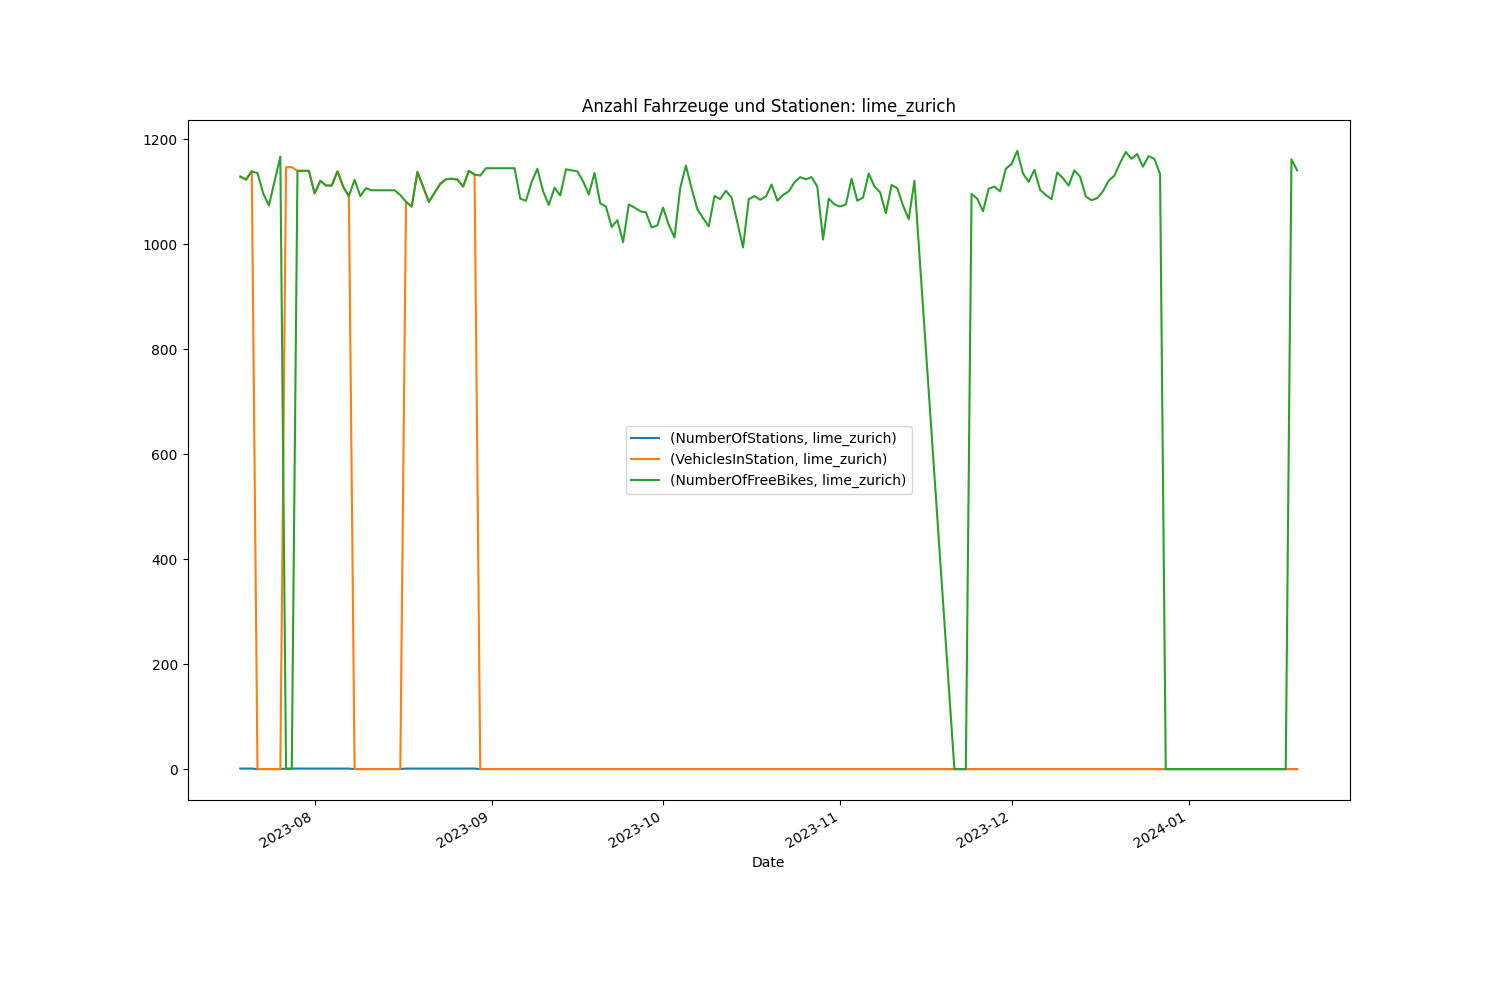 Anzahl Fahrzeuge und Stationen: lime_zurich
1200
1000
800
600
400
200
0
(NumberOfStations, lime_zurich)
(VehiclesInStation, lime_zurich)
(NumberOfFreeBikes, lime_zurich)
2023-08
2023-09
2023-10
2023-11
2023-12
2024-01
Date